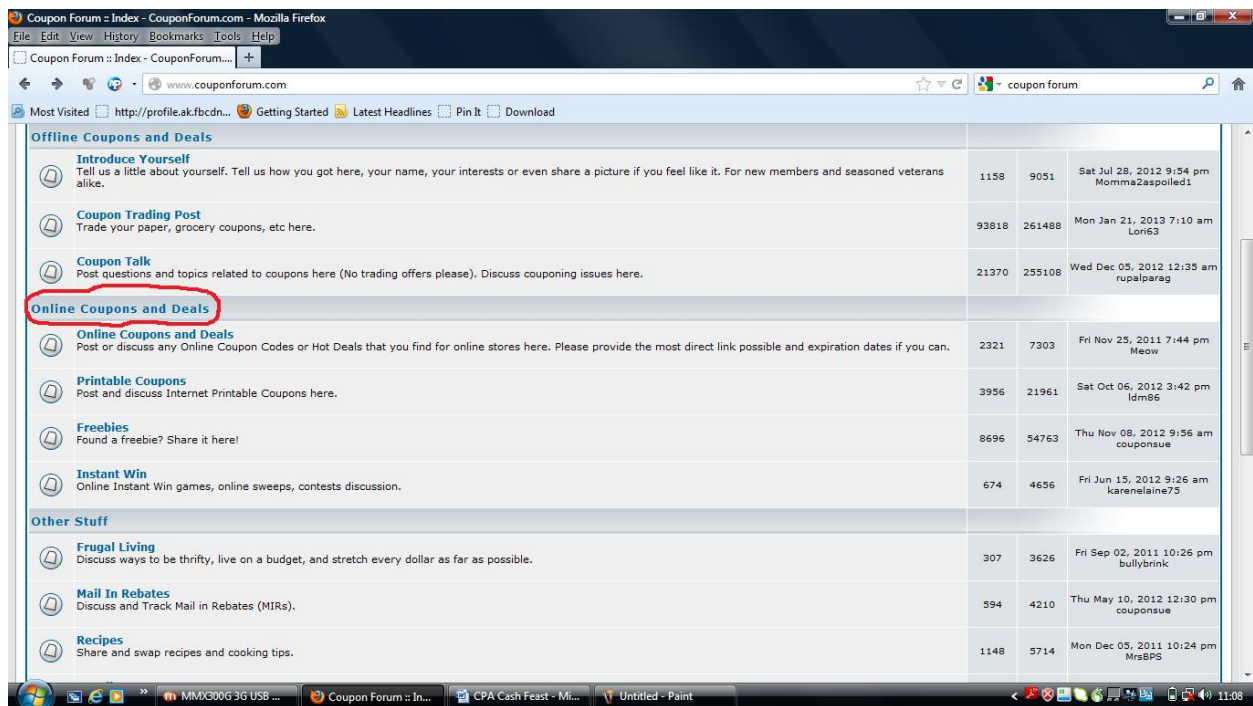 Coupon Forum :: Index - CouponForum.com - Mozilla Firefox
File Edit View History Bookmarks Tools Help
Coupon Forum :: Index - CouponForum.... +
www.couponforum.com
coupon forum
Most Visited http://profile.ak.fbcdn... Getting Started Latest Headlines Pin It Download
Offline Coupons and Deals
Introduce Yourself
Tell us a little about yourself. Tell us how you got here, your name, your interests or even share a picture if you feel like it. For new members and seasoned veterans
alike.
1158 9051 Sat Jul 28, 2012 9:54 pm
Momma2aspoiled1
Coupon Trading Post
Trade your paper, grocery coupons, etc here.
93818 261488 Mon Jan 21, 2013 7:10 am
Lori63
Coupon Talk
Post questions and topics related to coupons here (No trading offers please). Discuss couponing issues here.
21370 255108 Wed Dec 05, 2012 12:35 am
rupalparag
Online Coupons and Deals
Online Coupons and Deals
Post or discuss any Online Coupon Codes or Hot Deals that you find for online stores here. Please provide the most direct link possible and expiration dates if you can.
2321 7303 Fri Nov 25, 2011 7:44 pm
Meow
Printable Coupons
Post and discuss Internet Printable Coupons here.
3956 21961 Sat Oct 06, 2012 3:42 pm
ldm86
Freebies
Found a freebie? Share it here!
8696 54763 Thu Nov 08, 2012 9:56 am
couponsue
Instant Win
Online Instant Win games, online sweeps, contests discussion.
674 4656 Fri Jun 15, 2012 9:26 am
karenelaine75
Other Stuff
Frugal Living
Discuss ways to be thrifty, live on a budget, and stretch every dollar as far as possible.
307 3626 Fri Sep 02, 2011 10:26 pm
bullybrink
Mail In Rebates
Discuss and Track Mail in Rebates (MIRs).
594 4210 Thu May 10, 2012 12:30 pm
couponsue
Recipes
Share and swap recipes and cooking tips.
1148 5714 Mon Dec 05, 2011 10:24 pm
MrsBPS
MMX300G 3G USB ... Coupon Forum :: In... CPA Cash Feast - Mi... Untitled - Paint 11:08